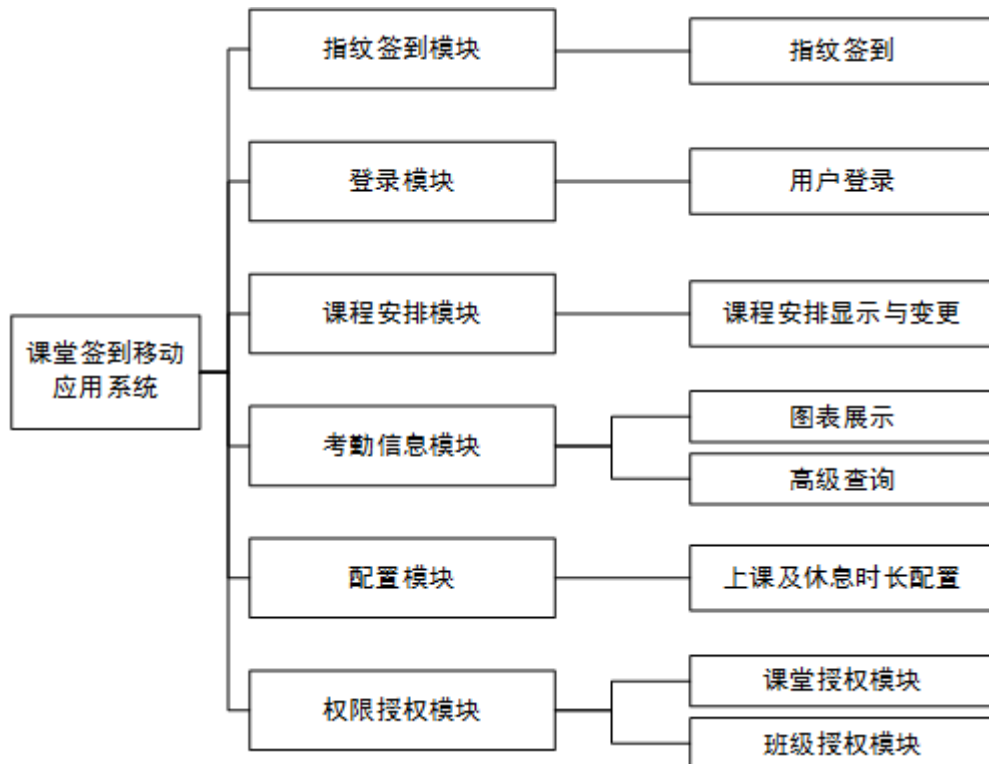 指纹签到模块
指纹签到
登录模块
用户登录
课程安排模块
课程安排显示与变更
课堂签到移动
应用系统
考勤信息模块
图表展示
高级查询
配置模块
上课及休息时长配置
权限授权模块
课堂授权模块
班级授权模块